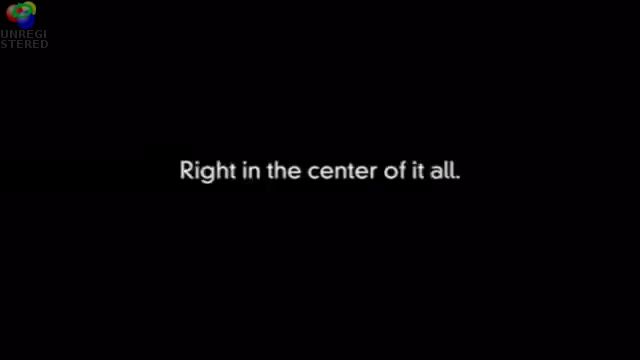 UNREGI
STERED
Right in the center of it all.